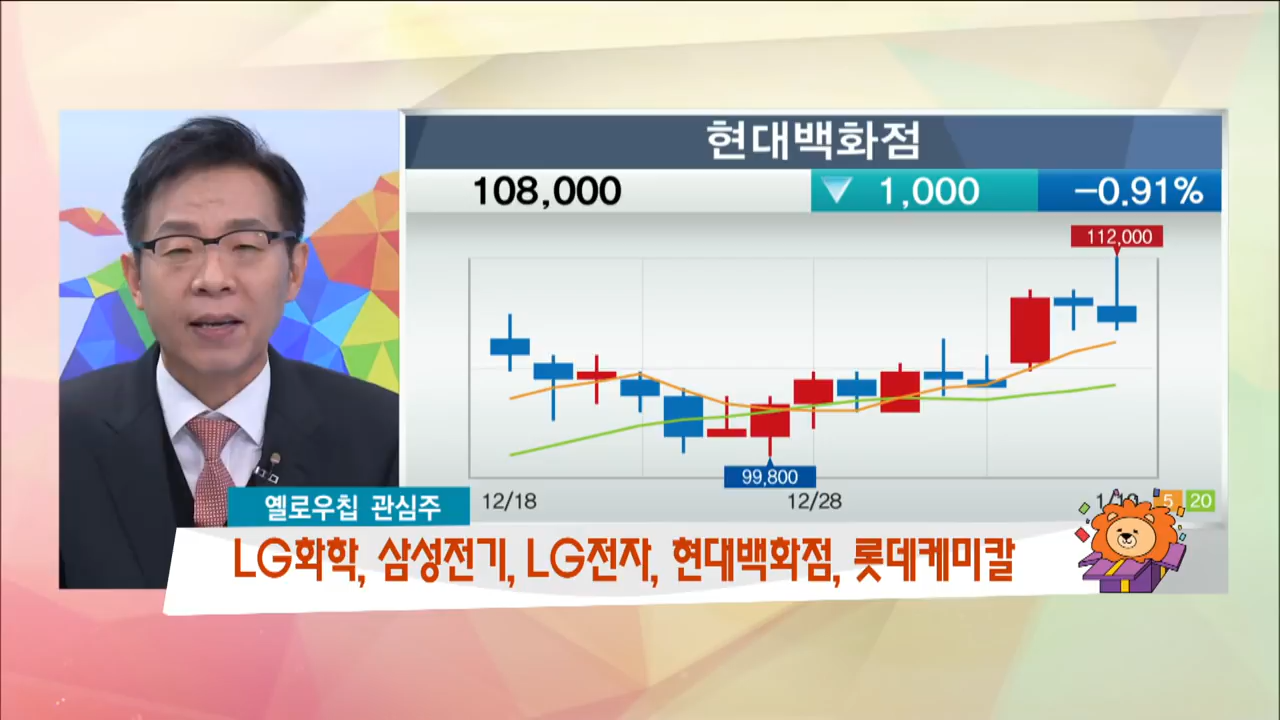 현대백화점
108,000 ▼ 1,000 -0.91%
112,000
99,800
12/18 12/28 5 20
옐로우칩 관심주
LG화학, 삼성전기, LG전자, 현대백화점, 롯데케미칼